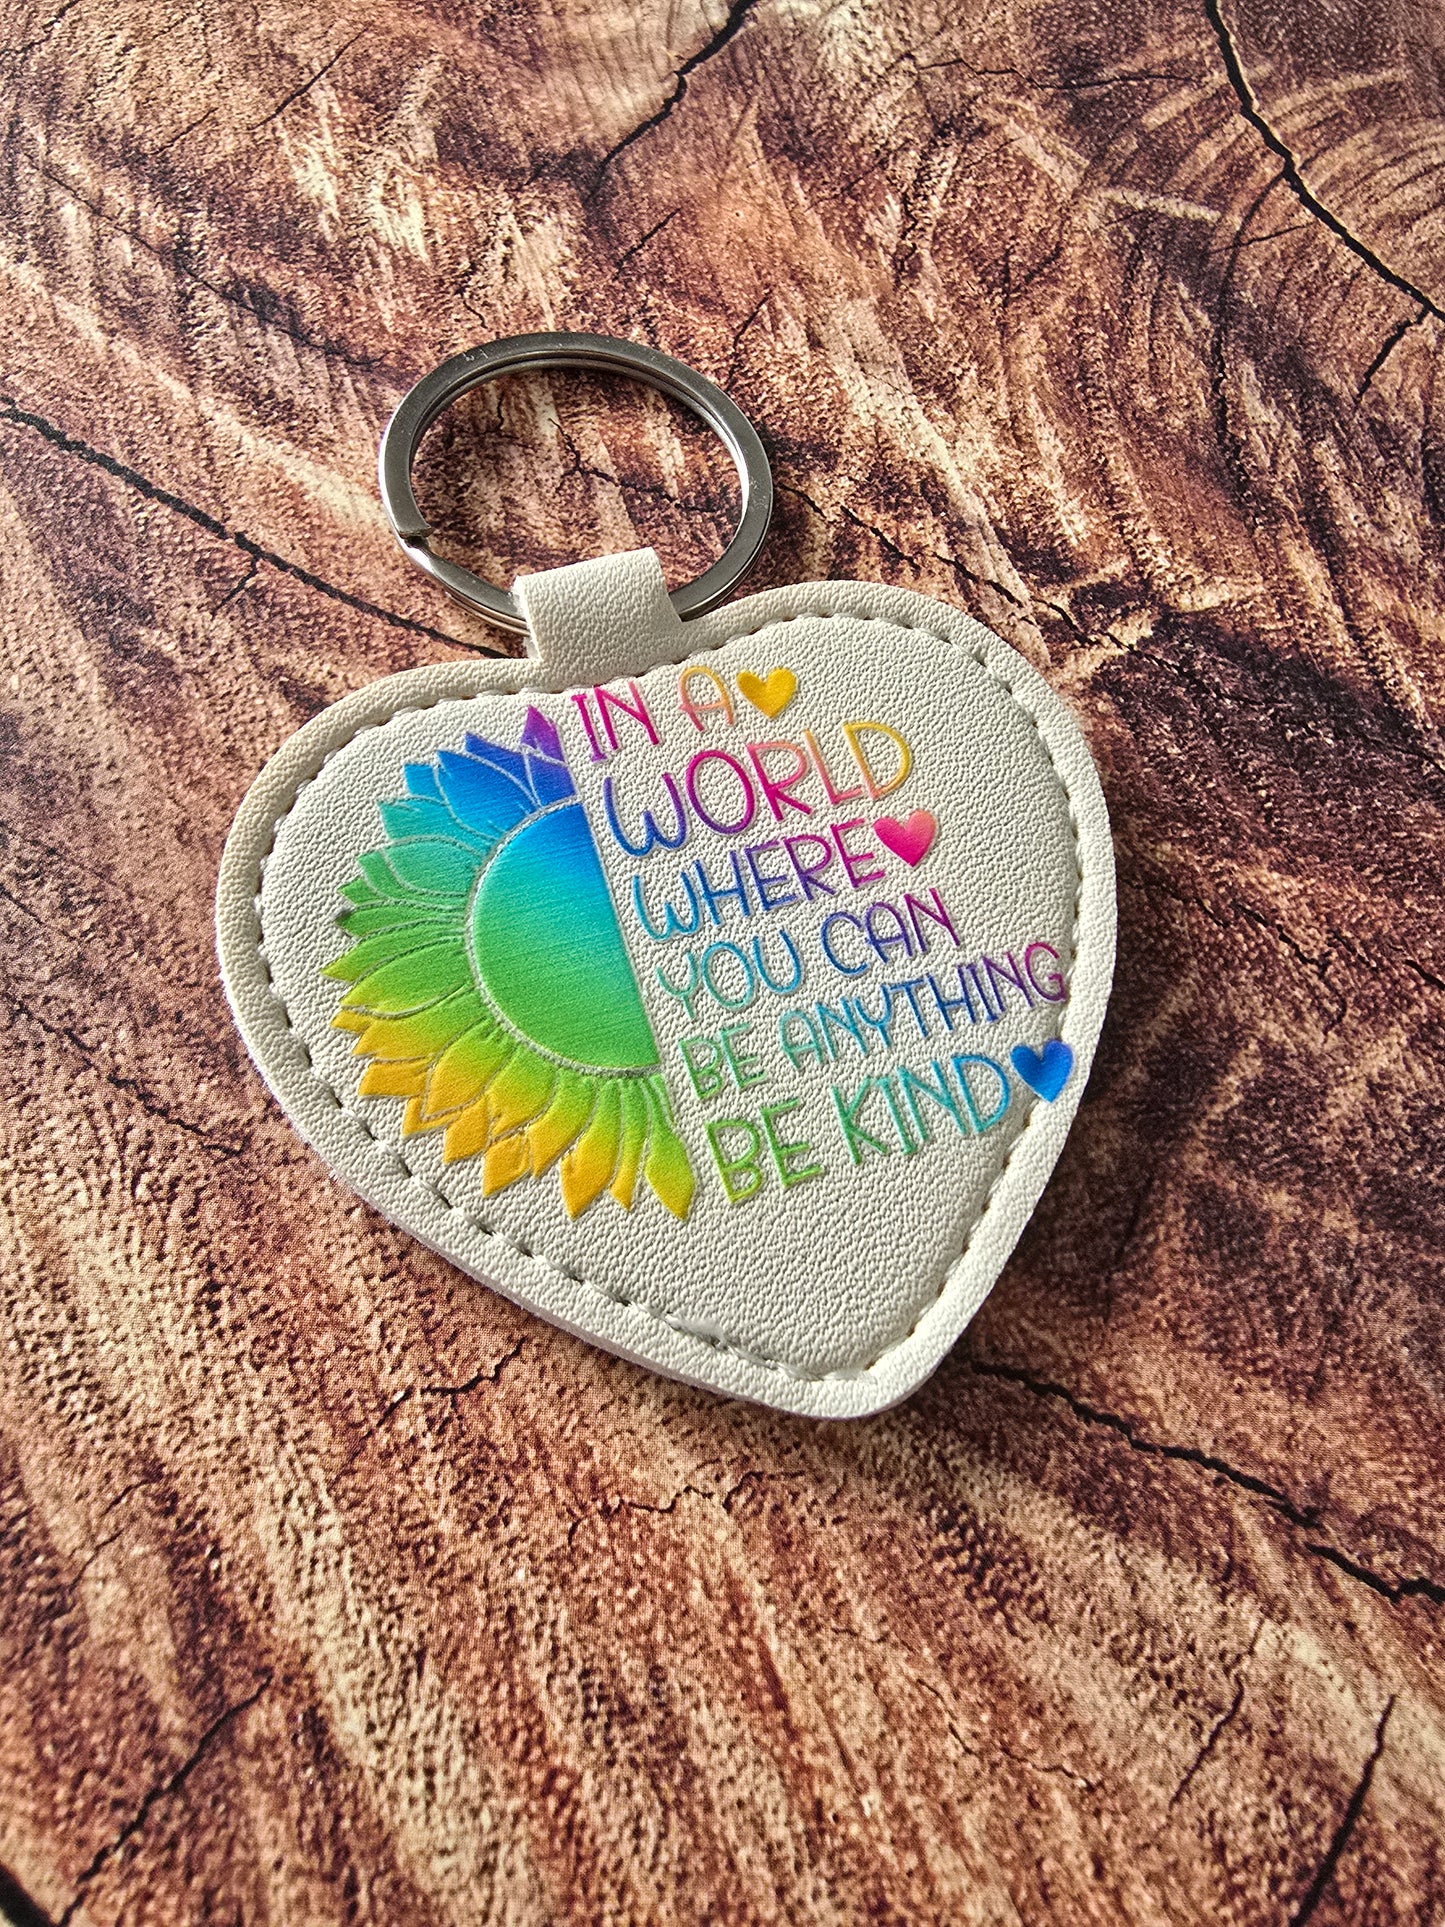 IN A
WORLD
WHERE
YOU CAN
BE ANYTHING
BE KIND